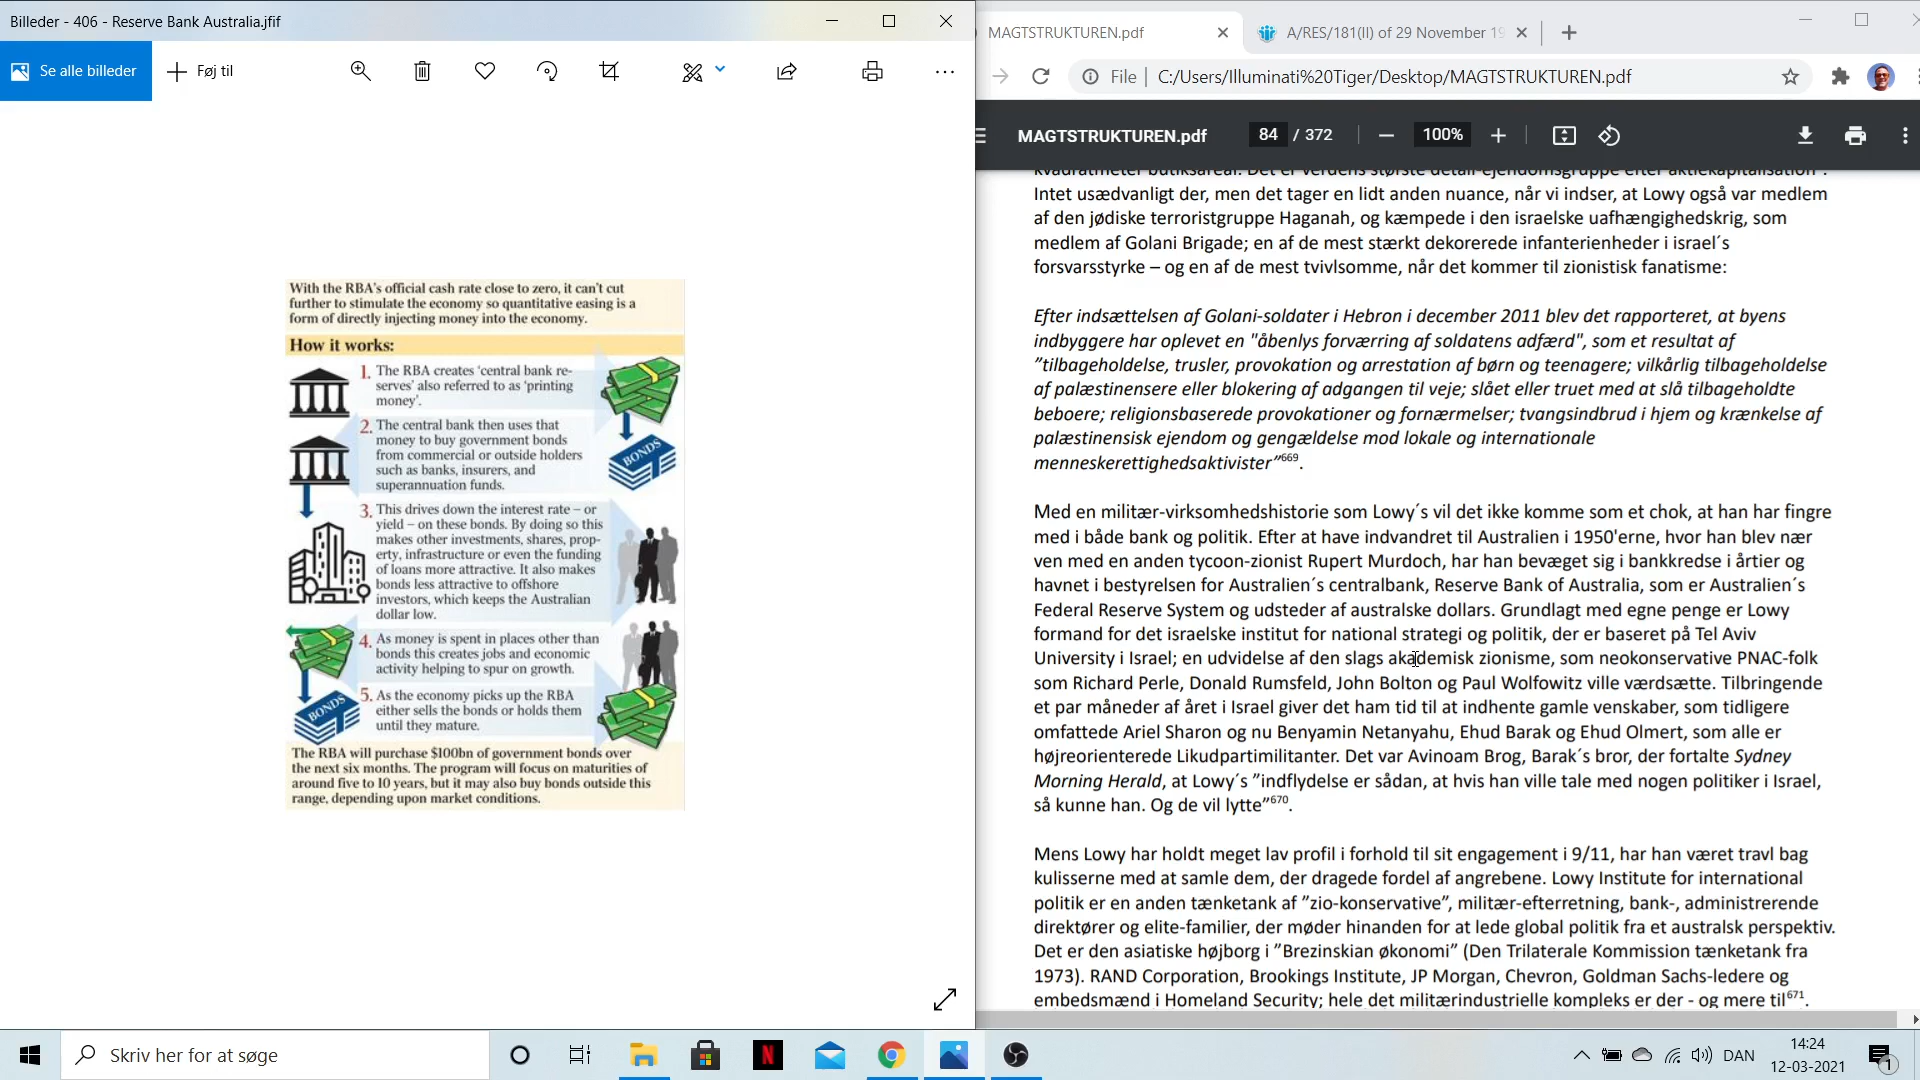 Billeder - 406 - Reserve Bank Australia.jfif
Se alle billeder
Føj til
With the RBA's official cash rate close to zero, it can't cut
further to stimulate the economy so quantitative easing is a
form of directly injecting money into the economy.
How it works:
1. The RBA creates 'central bank re-
serves' also referred to as 'printing
money'.
2. The central bank then uses that
money to buy government bonds
from commercial or outside holders
such as banks, insurers, and
superannuation funds.
BONDS
3. This drives down the interest rate – or
yield – on these bonds. By doing so this
makes other investments, shares, prop-
erty, infrastructure or even the funding
of loans more attractive. It also makes
bonds less attractive to offshore
investors, which keeps the Australian
dollar low.
4. As money is spent in places other than
bonds this creates jobs and economic
activity helping to spur on growth.
5. As the economy picks up the RBA
either sells the bonds or holds them
until they mature.
BONDS
The RBA will purchase $100bn of government bonds over
the next six months. The program will focus on maturities of
around five to 10 years, but it may also buy bonds outside this
range, depending upon market conditions.
MAGTSTRUKTUREN.pdf
A/RES/181(II) of 29 November 19
File
C:/Users/Illuminati%20Tiger/Desktop/MAGTSTRUKTUREN.pdf
MAGTSTRUKTUREN.pdf
84 / 372
100%
kvadratmeter butiksareal. Det er verdens største detail-ejendomsgruppe efter aktiekapitalisation".
Intet usædvanligt der, men det tager en lidt anden nuance, når vi indser, at Lowy også var medlem
af den jødiske terroristgruppe Haganah, og kæmpede i den israelske uafhængighedskrig, som
medlem af Golani Brigade; en af de mest stærkt dekorerede infanterienheder i israel´s
forsvarsstyrke – og en af de mest tvivlsomme, når det kommer til zionistisk fanatisme:
Efter indsættelsen af Golani-soldater i Hebron i december 2011 blev det rapporteret, at byens
indbyggere har oplevet en "åbenlys forværring af soldatens adfærd", som et resultat af
”tilbageholdelse, trusler, provokation og arrestation af børn og teenagere; vilkårlig tilbageholdelse
af palæstinensere eller blokering af adgangen til veje; slået eller truet med at slå tilbageholdte
beboere; religionsbaserede provokationer og fornærmelser; tvangsindbrud i hjem og krænkelse af
palæstinensisk ejendom og gengældelse mod lokale og internationale
menneskerettighedsaktivister”669.
Med en militær-virksomhedshistorie som Lowy´s vil det ikke komme som et chok, at han har fingre
med i både bank og politik. Efter at have indvandret til Australien i 1950'erne, hvor han blev nær
ven med en anden tycoon-zionist Rupert Murdoch, har han bevæget sig i bankkredse i årtier og
havnet i bestyrelsen for Australien´s centralbank, Reserve Bank of Australia, som er Australien´s
Federal Reserve System og udsteder af australske dollars. Grundlagt med egne penge er Lowy
formand for det israelske institut for national strategi og politik, der er baseret på Tel Aviv
University i Israel; en udvidelse af den slags akademisk zionisme, som neokonservative PNAC-folk
som Richard Perle, Donald Rumsfeld, John Bolton og Paul Wolfowitz ville værdsætte. Tilbringende
et par måneder af året i Israel giver det ham tid til at indhente gamle venskaber, som tidligere
omfattede Ariel Sharon og nu Benyamin Netanyahu, Ehud Barak og Ehud Olmert, som alle er
højreorienterede Likudpartimilitanter. Det var Avinoam Brog, Barak´s bror, der fortalte Sydney
Morning Herald, at Lowy´s ”indflydelse er sådan, at hvis han ville tale med nogen politiker i Israel,
så kunne han. Og de vil lytte”670.
Mens Lowy har holdt meget lav profil i forhold til sit engagement i 9/11, har han været travl bag
kulisserne med at samle dem, der dragede fordel af angrebene. Lowy Institute for international
politik er en anden tænketank af ”zio-konservative”, militær-efterretning, bank-, administrerende
direktører og elite-familier, der møder hinanden for at lede global politik fra et australsk perspektiv.
Det er den asiatiske højborg i ”Brezinskian økonomi” (Den Trilaterale Kommission tænketank fra
1973). RAND Corporation, Brookings Institute, JP Morgan, Chevron, Goldman Sachs-ledere og
embedsmænd i Homeland Security; hele det militærindustrielle kompleks er der - og mere til671.
Skriv her for at søge
N
DAN
14:24
12-03-2021
1